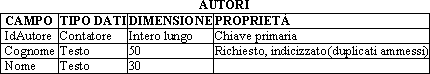 AUTORI
CAMPO TIPO DATI DIMENSIONE PROPRIETÀ
IdAutore Contatore Intero lungo Chiave primaria
Cognome Testo 50 Richiesto, indicizzato(duplicati ammessi)
Nome Testo 30